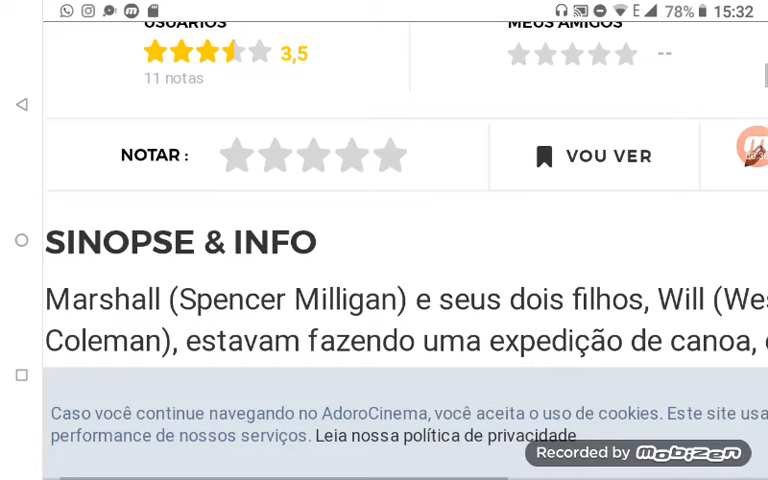 E 78% 15:32
USUÁRIOS
MEUS AMIGOS
3,5
--
11 notas
NOTAR :
VOU VER
SINOPSE & INFO
Marshall (Spencer Milligan) e seus dois filhos, Will (Wes
Coleman), estavam fazendo uma expedição de canoa,
Caso você continue navegando no AdoroCinema, você aceita o uso de cookies. Este site usa
performance de nossos serviços. Leia nossa política de privacidade
Recorded by mobizen